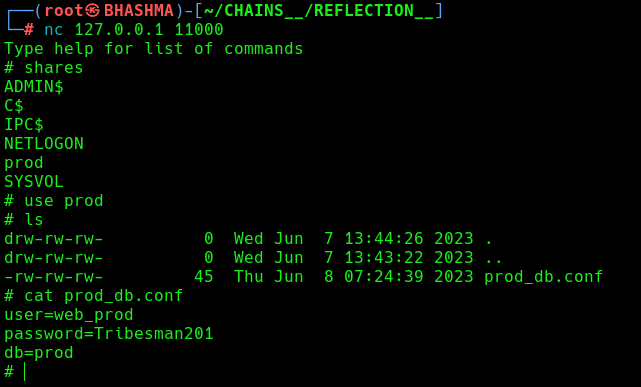 ┌──(root㉿BHASHMA)-[~/CHAINS__/REFLECTION__]
└─# nc 127.0.0.1 11000
Type help for list of commands
# shares
ADMIN$
C$
IPC$
NETLOGON
prod
SYSVOL
# use prod
# ls
drw-rw-rw-          0  Wed Jun  7 13:44:26 2023 .
drw-rw-rw-          0  Wed Jun  7 13:43:22 2023 ..
-rw-rw-rw-         45  Thu Jun  8 07:24:39 2023 prod_db.conf
# cat prod_db.conf
user=web_prod
password=Tribesman201
db=prod
#